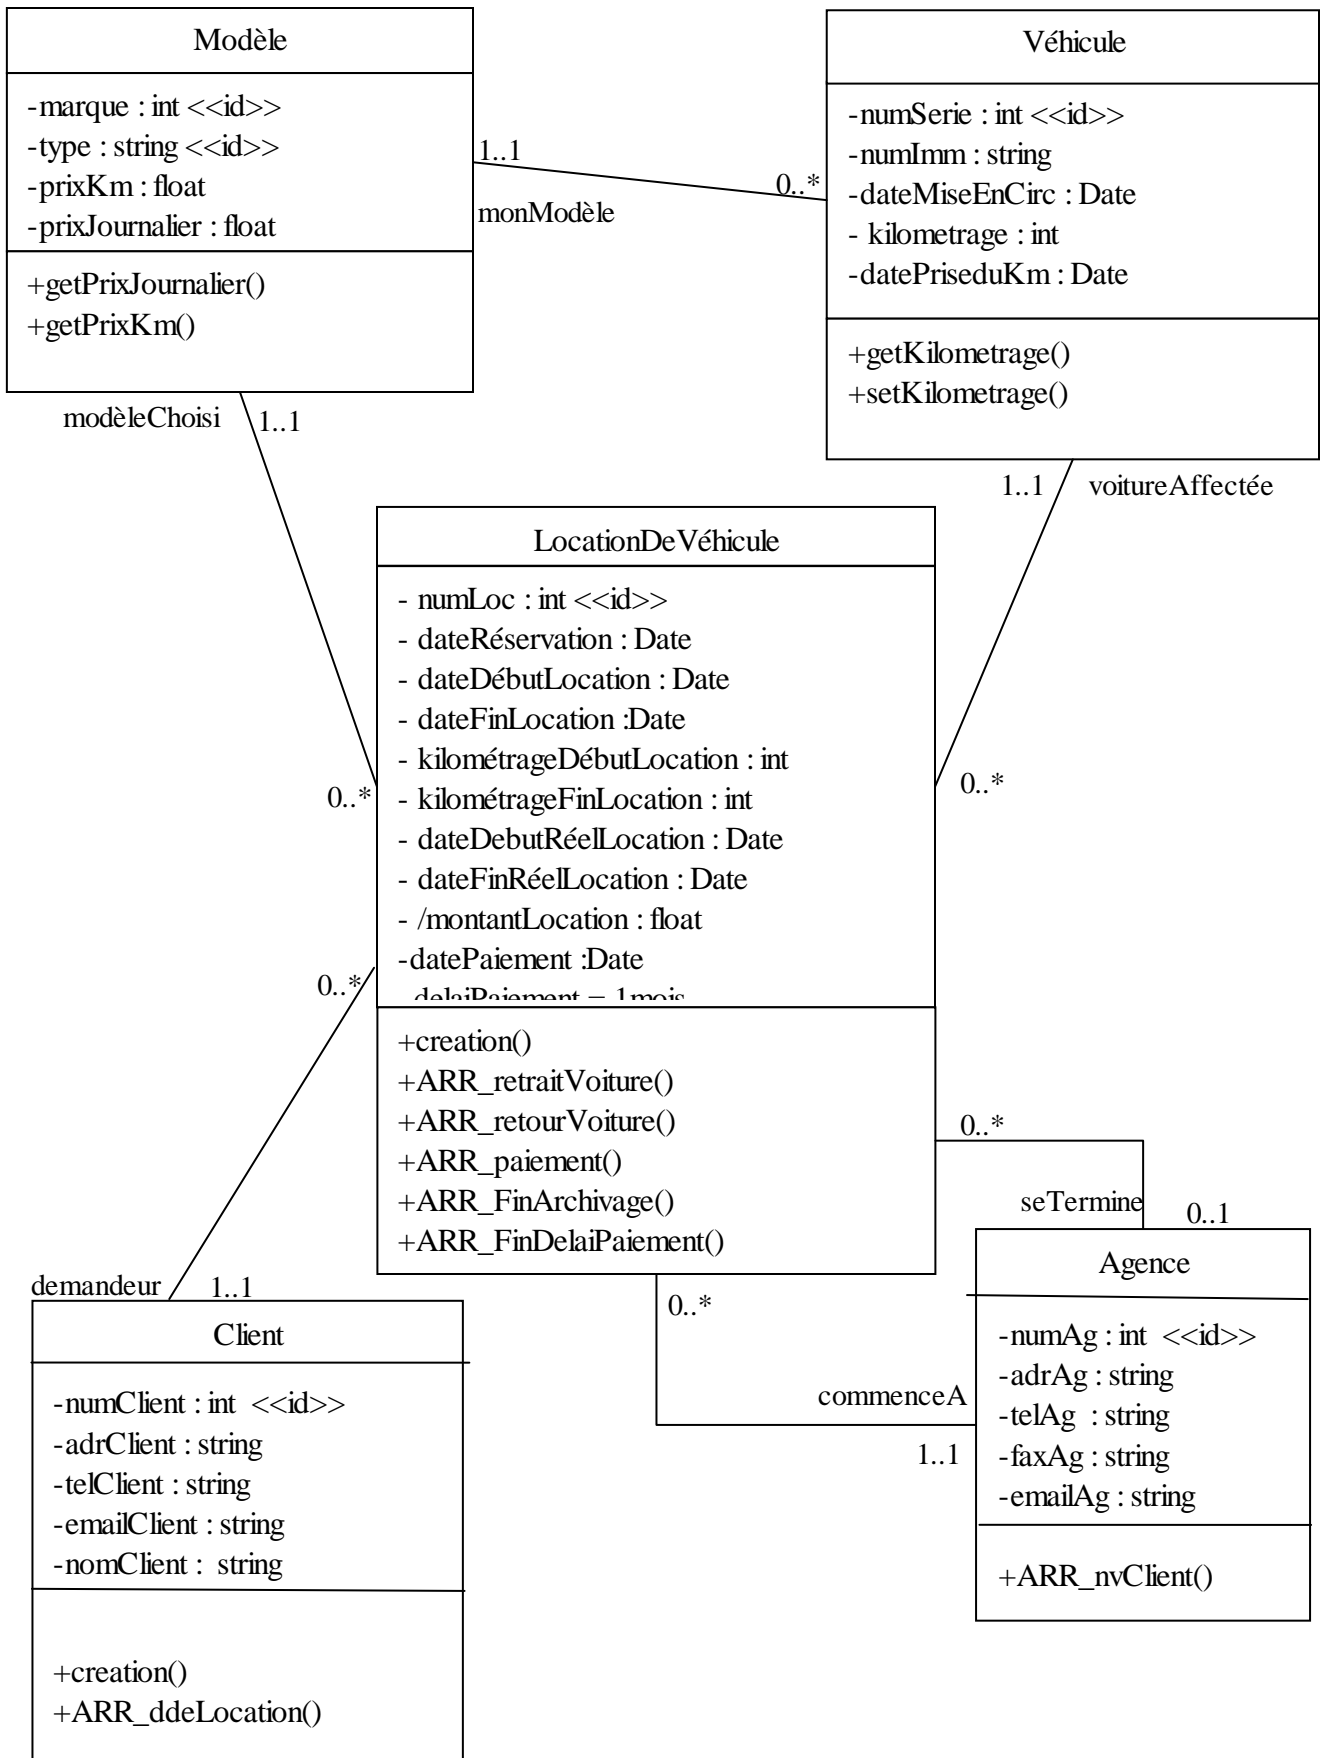 Modèle
-marque : int <<id>>
-type : string <<id>>
-prixKm : float
-prixJournalier : float
+getPrixJournalier()
+getPrixKm()
1..1
monModèle
0..*
Véhicule
-numSerie : int <<id>>
-numImm : string
-dateMiseEnCirc : Date
- kilometrage : int
-datePriseduKm : Date
+getKilometrage()
+setKilometrage()
modèleChoisi
1..1
1..1
voitureAffectée
LocationDeVéhicule
- numLoc : int <<id>>
- dateRéservation : Date
- dateDébutLocation : Date
- dateFinLocation :Date
- kilométrageDébutLocation : int
- kilométrageFinLocation : int
- dateDebutRéelLocation : Date
- dateFinRéelLocation : Date
- /montantLocation : float
-datePaiement :Date
delaiPaiement = 1mois
0..*
0..*
0..*
+creation()
+ARR_retraitVoiture()
+ARR_retourVoiture()
+ARR_paiement()
+ARR_FinArchivage()
+ARR_FinDelaiPaiement()
0..*
seTermine
0..1
demandeur
1..1
0..*
commenceA
1..1
Client
-numClient : int <<id>>
-adrClient : string
-telClient : string
-emailClient : string
-nomClient : string
+creation()
+ARR_ddeLocation()
Agence
-numAg : int <<id>>
-adrAg : string
-telAg : string
-faxAg : string
-emailAg : string
+ARR_nvClient()